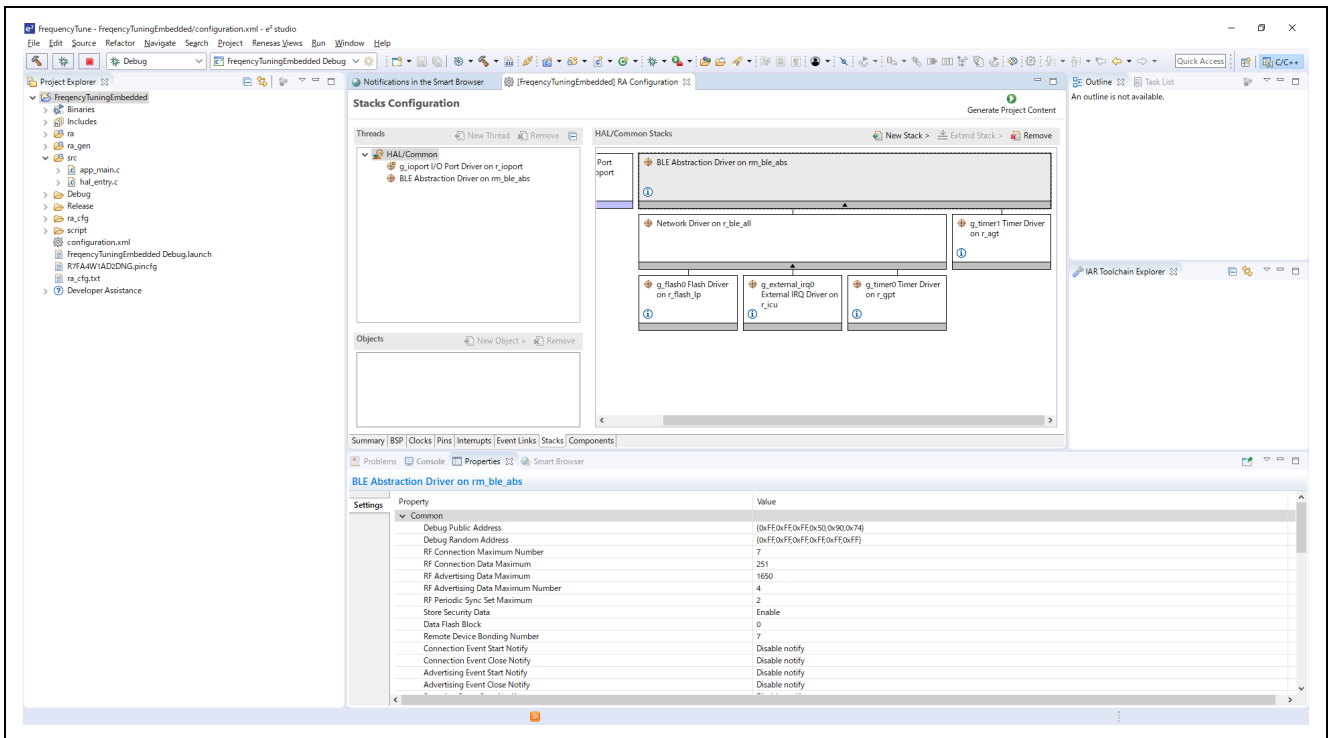 FrequencyTune - FreqencyTuningEmbedded/configuration.xml - e² studio
File Edit Source Refactor Navigate Search Project Renesas Views Run Window Help
Debug
FreqencyTuningEmbedded Debug
Quick Access
C/C++
Project Explorer
FreqencyTuningEmbedded
Binaries
Includes
ra
ra_gen
src
app_main.c
hal_entry.c
Debug
Release
ra_cfg
script
configuration.xml
FreqencyTuningEmbedded Debug.launch
R7FA4W1AD2DNG.pincfg
ra_cfg.txt
Developer Assistance
Notifications in the Smart Browser
[FreqencyTuningEmbedded] RA Configuration
Stacks Configuration
Generate Project Content
Threads
New Thread
Remove
HAL/Common
g_ioport I/O Port Driver on r_ioport
BLE Abstraction Driver on rm_ble_abs
Objects
New Object >
Remove
HAL/Common Stacks
New Stack >
Extend Stack >
Remove
Port
oport
BLE Abstraction Driver on rm_ble_abs
Network Driver on r_ble_all
g_timer1 Timer Driver
on r_agt
g_flash0 Flash Driver
on r_flash_lp
g_external_irq0
External IRQ Driver on
r_icu
g_timer0 Timer Driver
on r_gpt
Summary BSP Clocks Pins Interrupts Event Links Stacks Components
Outline
Task List
An outline is not available.
IAR Toolchain Explorer
Problems Console Properties Smart Browser
BLE Abstraction Driver on rm_ble_abs
Settings
Property Value
Common
Debug Public Address {0xFF,0xFF,0xFF,0x50,0x90,0x74}
Debug Random Address {0xFF,0xFF,0xFF,0xFF,0xFF,0xFF}
RF Connection Maximum Number 7
RF Connection Data Maximum 251
RF Advertising Data Maximum 1650
RF Advertising Data Maximum Number 4
RF Periodic Sync Set Maximum 2
Store Security Data Enable
Data Flash Block 0
Remote Device Bonding Number 7
Connection Event Start Notify Disable notify
Connection Event Close Notify Disable notify
Advertising Event Start Notify Disable notify
Advertising Event Close Notify Disable notify